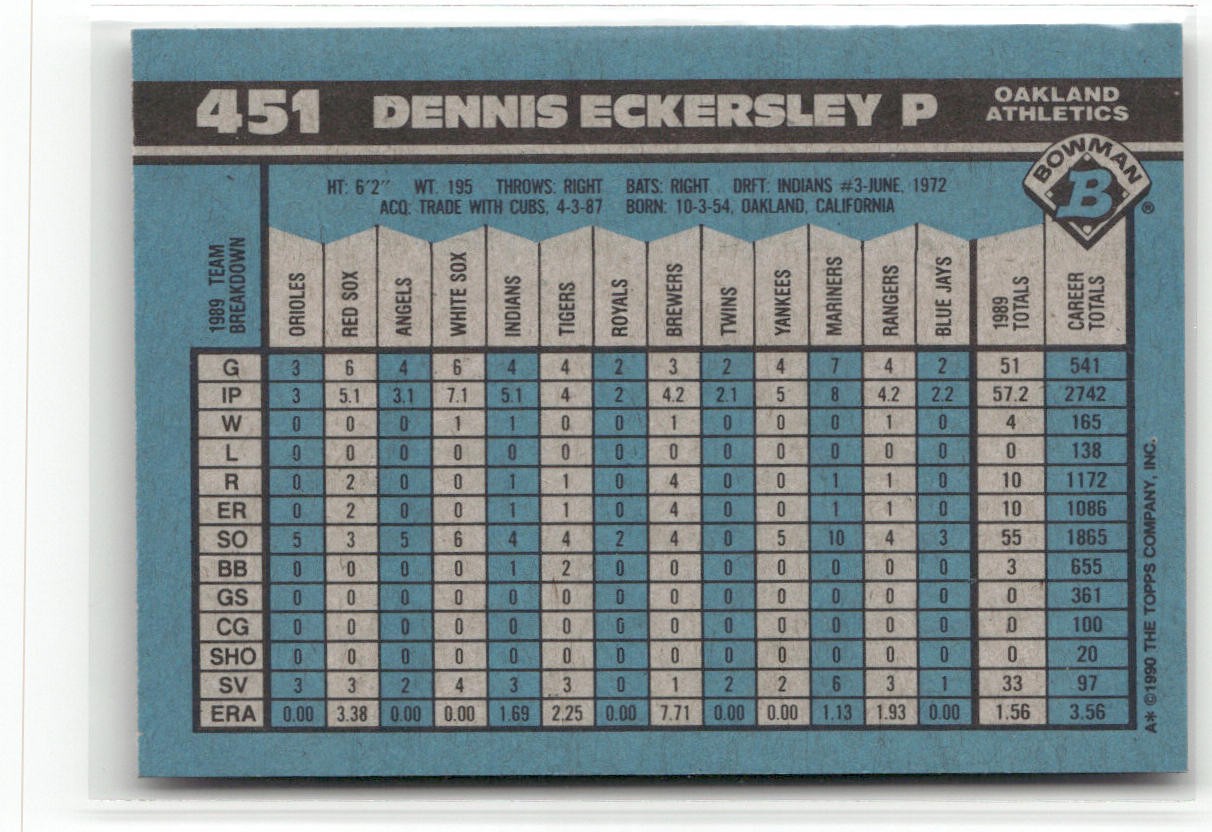 451 DENNIS ECKERSLEY P OAKLAND ATHLETICS
BOWMAN
B
®
HT: 6'2" WT. 195 THROWS: RIGHT BATS: RIGHT DRFT: INDIANS #3-JUNE, 1972
ACQ: TRADE WITH CUBS, 4-3-87 BORN: 10-3-54, OAKLAND, CALIFORNIA
1989 TEAM BREAKDOWN ORIOLES RED SOX ANGELS WHITE SOX INDIANS TIGERS ROYALS BREWERS TWINS YANKEES MARINERS RANGERS BLUE JAYS 1989 TOTALS CAREER TOTALS
G 3 6 4 6 4 4 2 3 2 4 7 4 2 51 541
IP 3 5.1 3.1 7.1 5.1 4 2 4.2 2.1 5 8 4.2 2.2 57.2 2742
W 0 0 0 1 1 0 0 1 0 0 0 1 0 4 165
L 0 0 0 0 0 0 0 0 0 0 0 0 0 0 138
R 0 2 0 0 1 1 0 4 0 0 1 1 0 10 1172
ER 0 2 0 0 1 1 0 4 0 0 1 1 0 10 1086
SO 5 3 5 6 4 4 2 4 0 5 10 4 3 55 1865
BB 0 0 0 0 1 2 0 0 0 0 0 0 0 3 655
GS 0 0 0 0 0 0 0 0 0 0 0 0 0 0 361
CG 0 0 0 0 0 0 0 0 0 0 0 0 0 0 100
SHO 0 0 0 0 0 0 0 0 0 0 0 0 0 0 20
SV 3 3 2 4 3 3 0 1 2 2 6 3 1 33 97
ERA 0.00 3.38 0.00 0.00 1.69 2.25 0.00 7.71 0.00 0.00 1.13 1.93 0.00 1.56 3.56
A* ©1990 THE TOPPS COMPANY, INC.